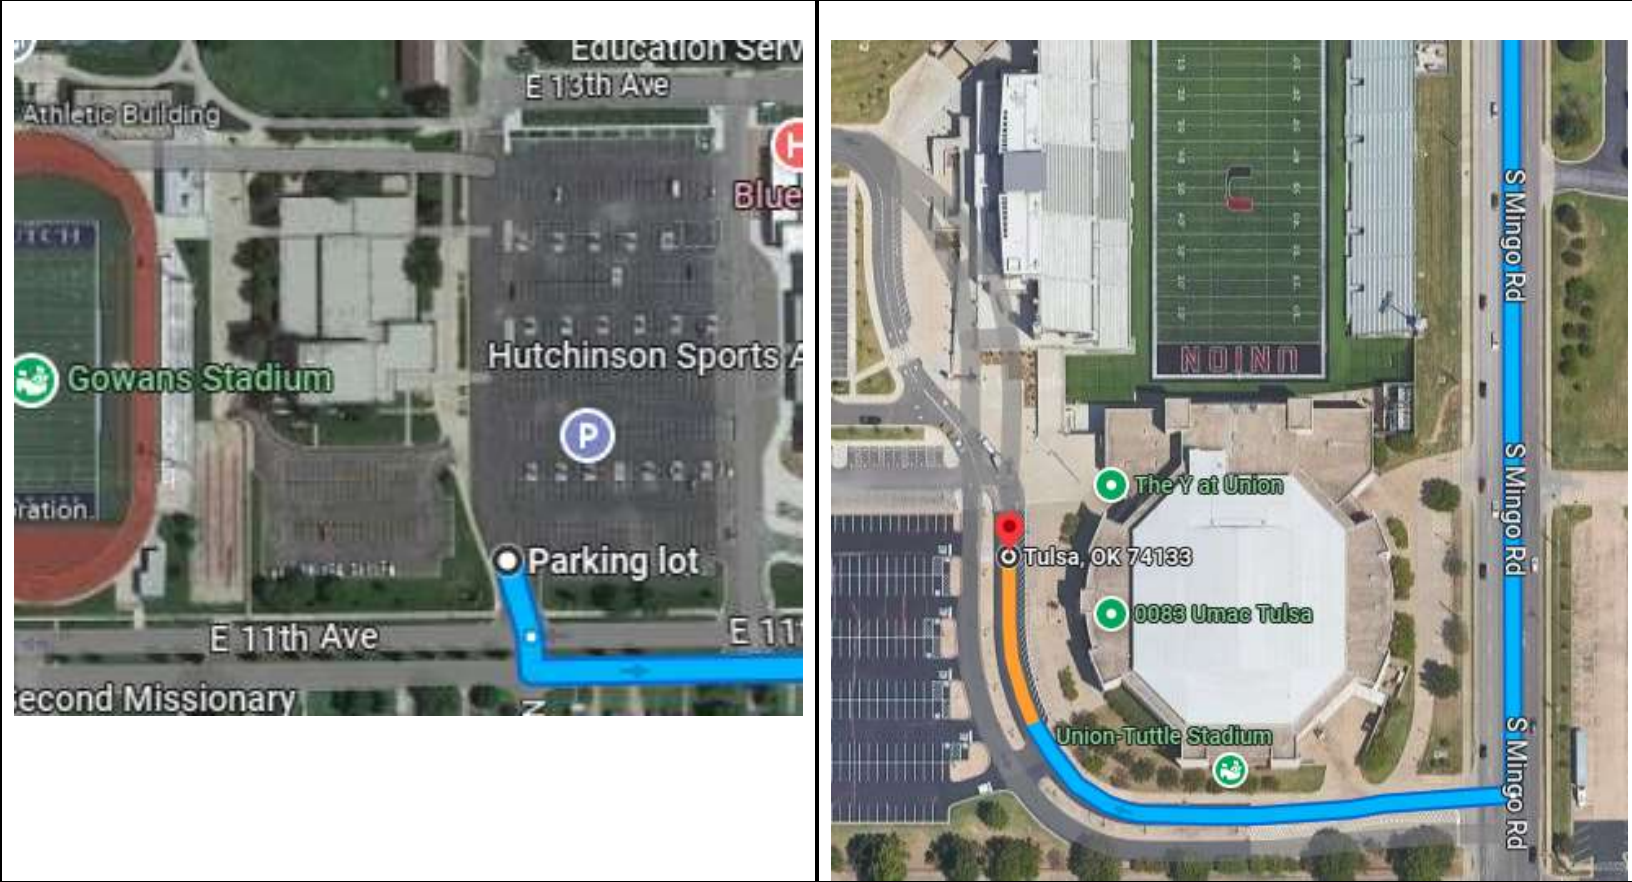 Education Serv
E 13th Ave
Athletic Building
H
Blue
Hutchinson Sports A
Gowans Stadium
P
ration
Parking lot
E 11th Ave
E 11
Second Missionary
N
S Mingo Rd
U
UNION
The Y at Union
S Mingo Rd
Tulsa, OK 74133
0083 Umac Tulsa
Union-Tuttle Stadium
S Mingo Rd